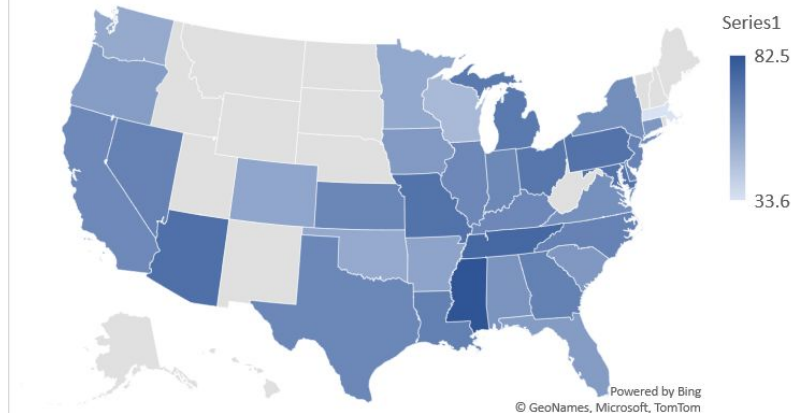 Series1
82.5
33.6
Powered by Bing
© GeoNames, Microsoft, TomTom